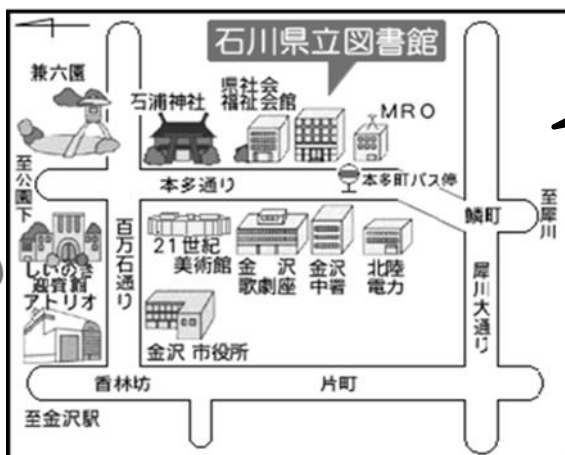 石川県立図書館
兼六園
石浦神社
県社会
福祉会館
MRO
至公園下
本多通り
本多町バス停
鱗町
至犀川
百万石通り
しいのき
迎賓館
アトリオ
21世紀
美術館
金沢
歌劇座
金沢
中署
北陸
電力
犀川大通り
金沢市役所
香林坊
片町
至金沢駅